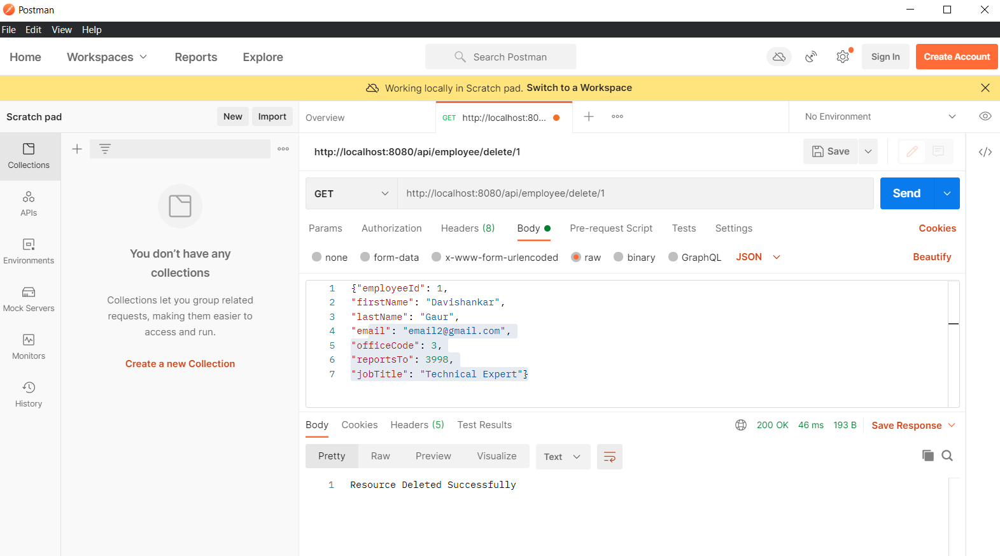 Postman
File Edit View Help
Home Workspaces Reports Explore Search Postman Sign In Create Account
Working locally in Scratch pad. Switch to a Workspace
Scratch pad New Import Overview GET http://localhost:80... No Environment
Collections
APIs
Environments
Mock Servers
Monitors
History
You don't have any
collections
Collections let you group related
requests, making them easier to
access and run.
Create a new Collection
http://localhost:8080/api/employee/delete/1 Save
GET http://localhost:8080/api/employee/delete/1 Send
Params Authorization Headers (8) Body Pre-request Script Tests Settings Cookies
none form-data x-www-form-urlencoded raw binary GraphQL JSON Beautify
1 {"employeeId": 1,
2 "firstName": "Davishankar",
3 "lastName": "Gaur",
4 "email": "email2@gmail.com",
5 "officeCode": 3,
6 "reportsTo": 3998,
7 "jobTitle": "Technical Expert"}
Body Cookies Headers (5) Test Results 200 OK 46 ms 193 B Save Response
Pretty Raw Preview Visualize Text
1 Resource Deleted Successfully